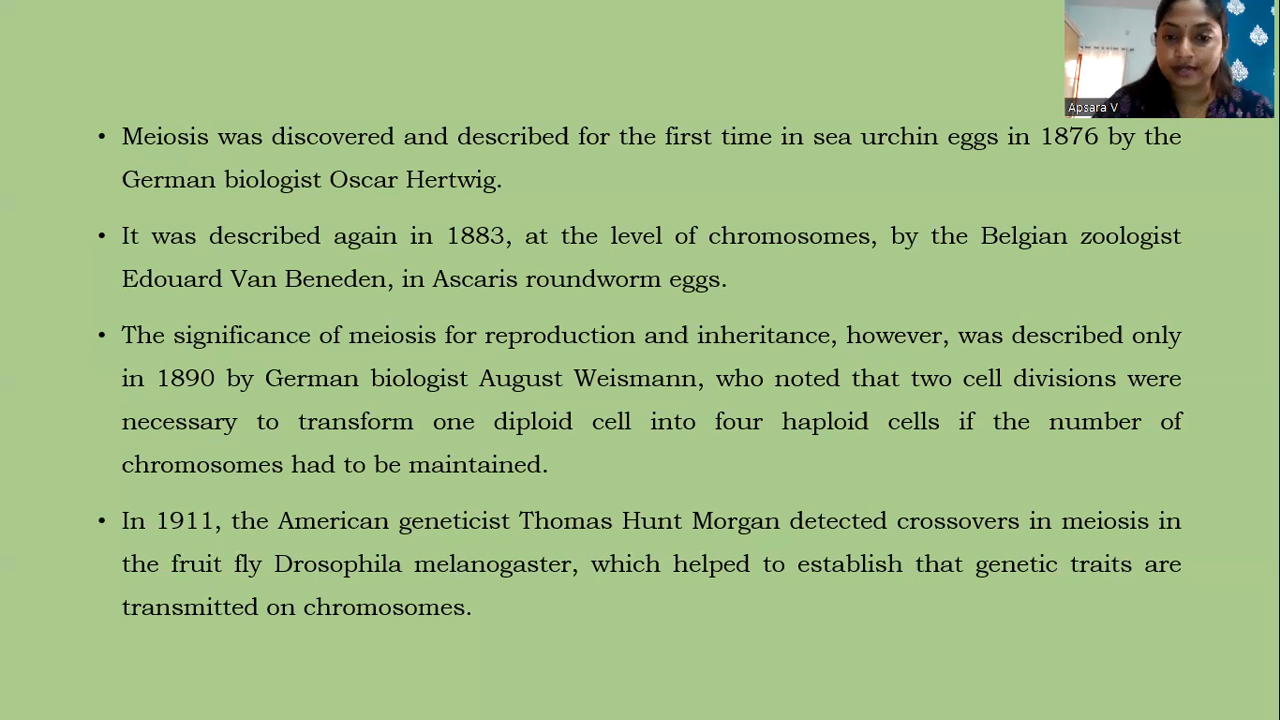 Apsara V
• Meiosis was discovered and described for the first time in sea urchin eggs in 1876 by the
German biologist Oscar Hertwig.
• It was described again in 1883, at the level of chromosomes, by the Belgian zoologist
Edouard Van Beneden, in Ascaris roundworm eggs.
• The significance of meiosis for reproduction and inheritance, however, was described only
in 1890 by German biologist August Weismann, who noted that two cell divisions were
necessary to transform one diploid cell into four haploid cells if the number of
chromosomes had to be maintained.
• In 1911, the American geneticist Thomas Hunt Morgan detected crossovers in meiosis in
the fruit fly Drosophila melanogaster, which helped to establish that genetic traits are
transmitted on chromosomes.